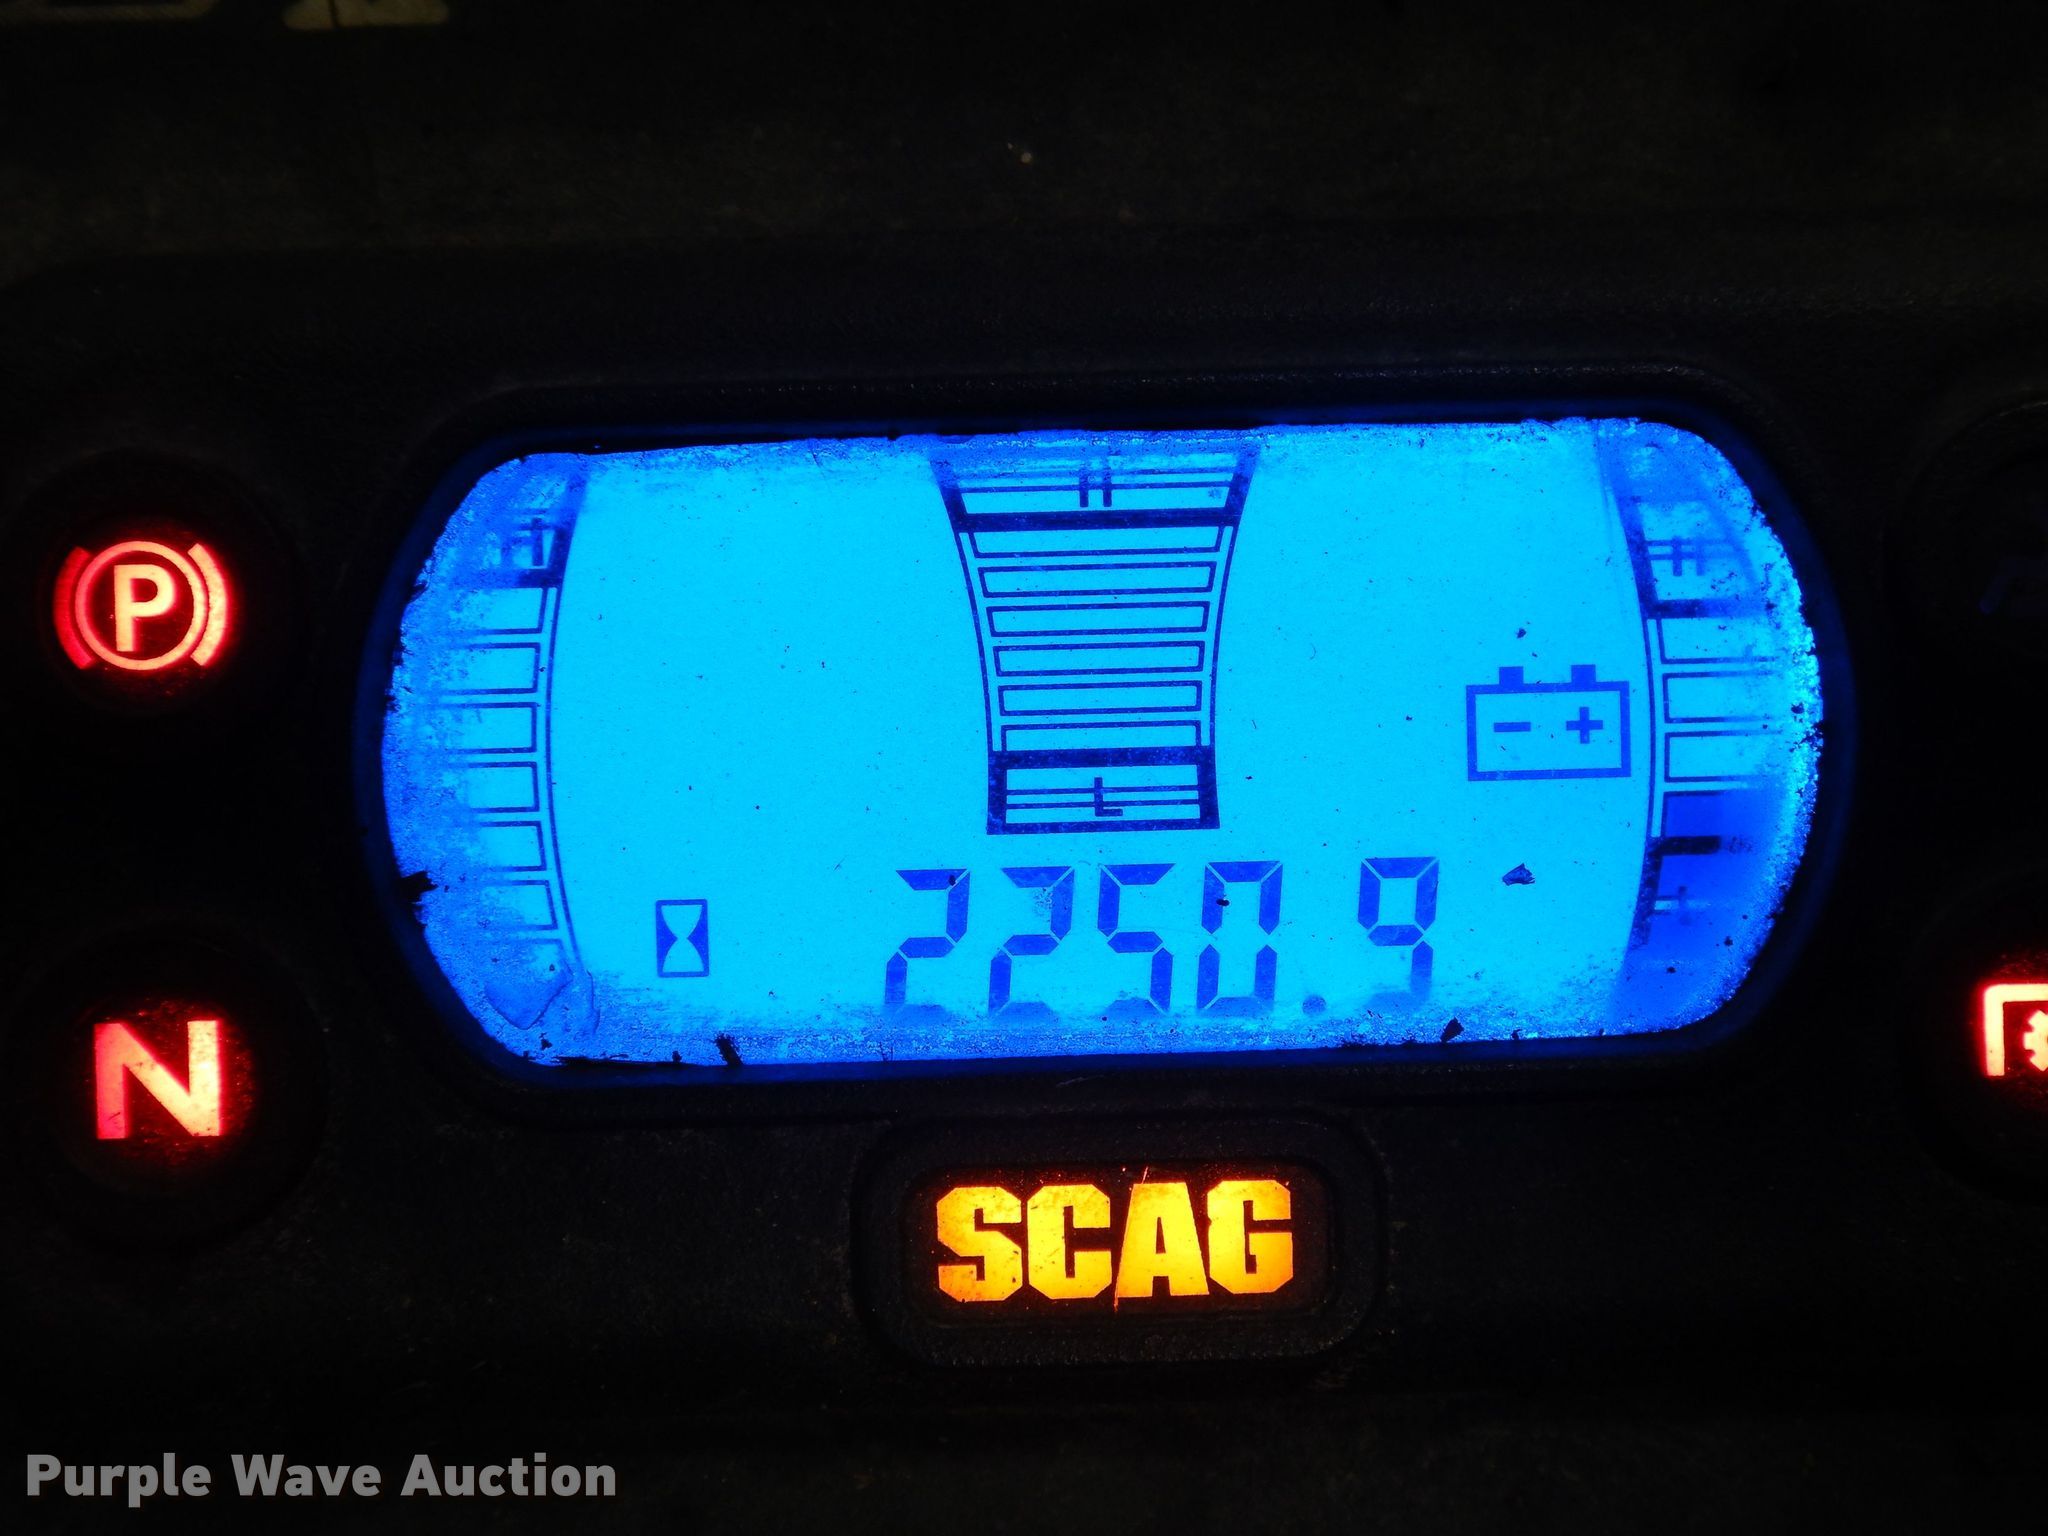 H
H
H
P
- +
L
L
2250.9
N
SCAG
Purple Wave Auction